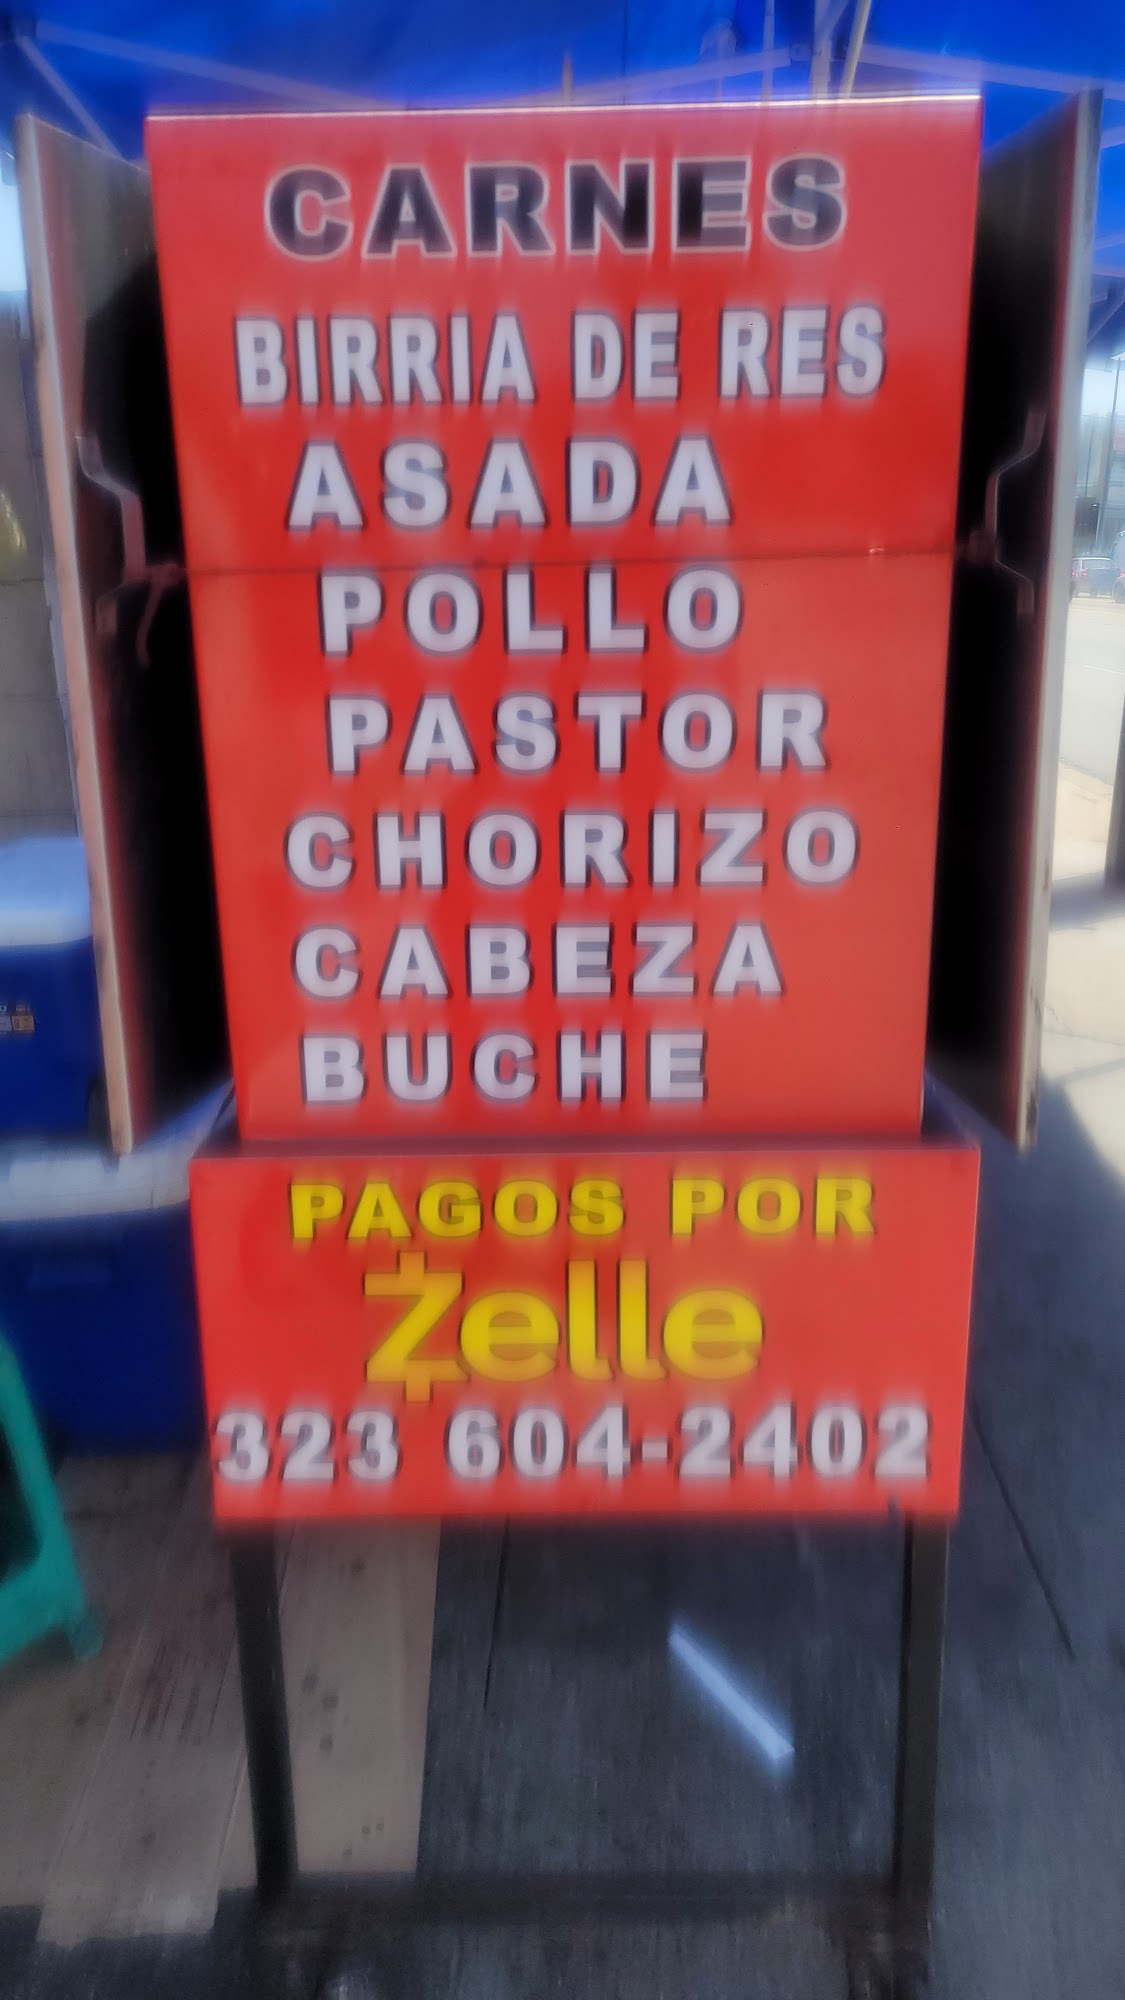 CARNES
BIRRIA DE RES
ASADA
POLLO
PASTOR
CHORIZO
CABEZA
BUCHE
PAGOS POR
Zelle
323 604-2402